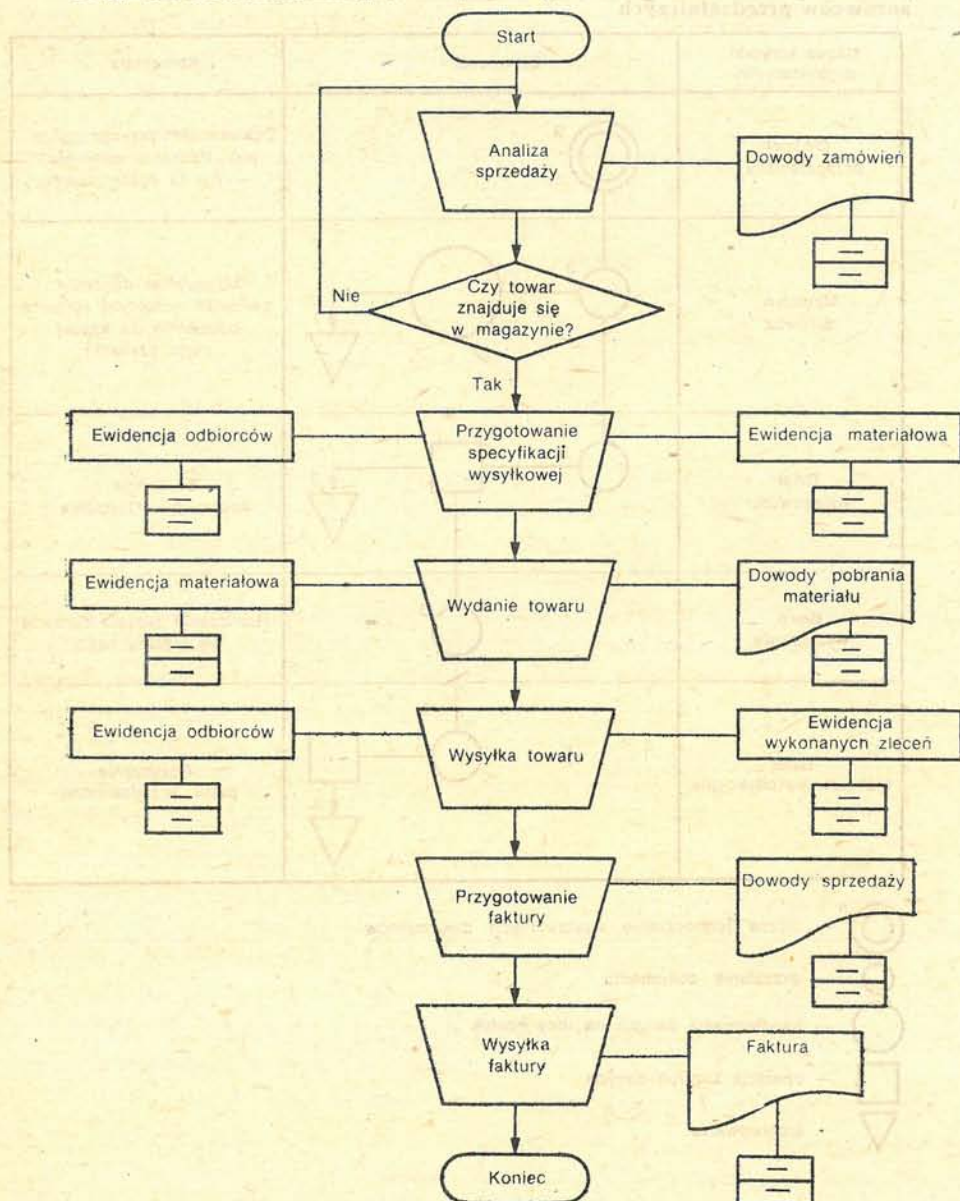 Start
Analiza
sprzedaży
Dowody zamówień
Czy towar
znajduje się
w magazynie?
Nie
Tak
Ewidencja odbiorców
Przygotowanie
specyfikacji
wysyłkowej
Ewidencja materiałowa
Ewidencja materiałowa
Wydanie towaru
Dowody pobrania
materiału
Ewidencja odbiorców
Wysyłka towaru
Ewidencja
wykonanych zleceń
Przygotowanie
faktury
Dowody sprzedaży
Wysyłka
faktury
Faktura
Koniec